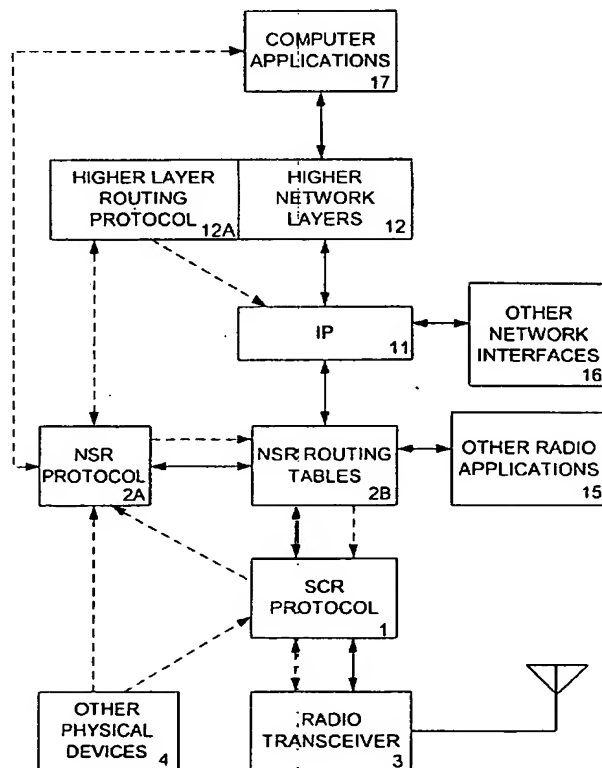 COMPUTER
APPLICATIONS
17
HIGHER LAYER
ROUTING
PROTOCOL
12A
HIGHER
NETWORK
LAYERS
12
IP
11
OTHER
NETWORK
INTERFACES
16
NSR
PROTOCOL
2A
NSR ROUTING
TABLES
2B
OTHER RADIO
APPLICATIONS
15
SCR
PROTOCOL
1
OTHER
PHYSICAL
DEVICES
4
RADIO
TRANSCEIVER
3